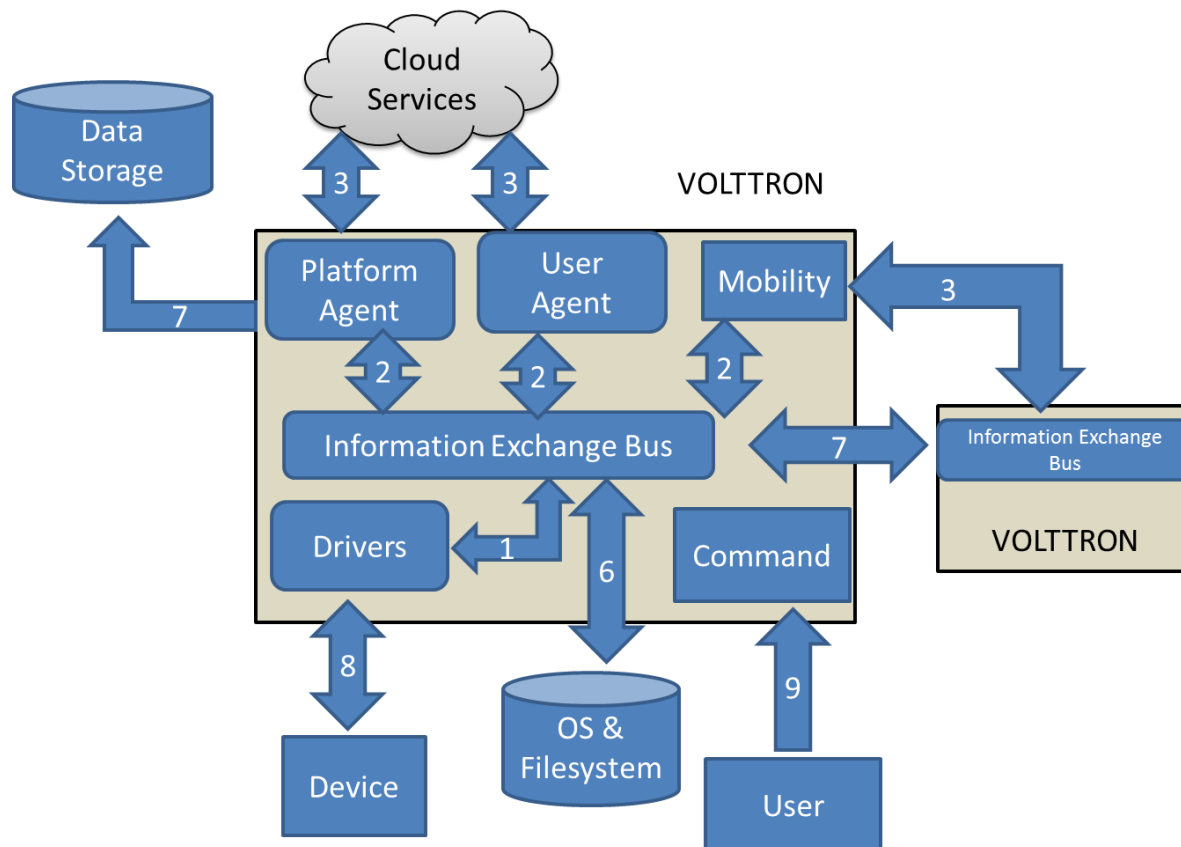 Cloud
Services
Data
Storage
3
3
VOLTTRON
Platform
Agent
User
Agent
Mobility
3
7
2
2
2
Information Exchange Bus
7
Information Exchange
Bus
Drivers
1
6
Command
VOLTTRON
8
9
OS &
Filesystem
Device
User